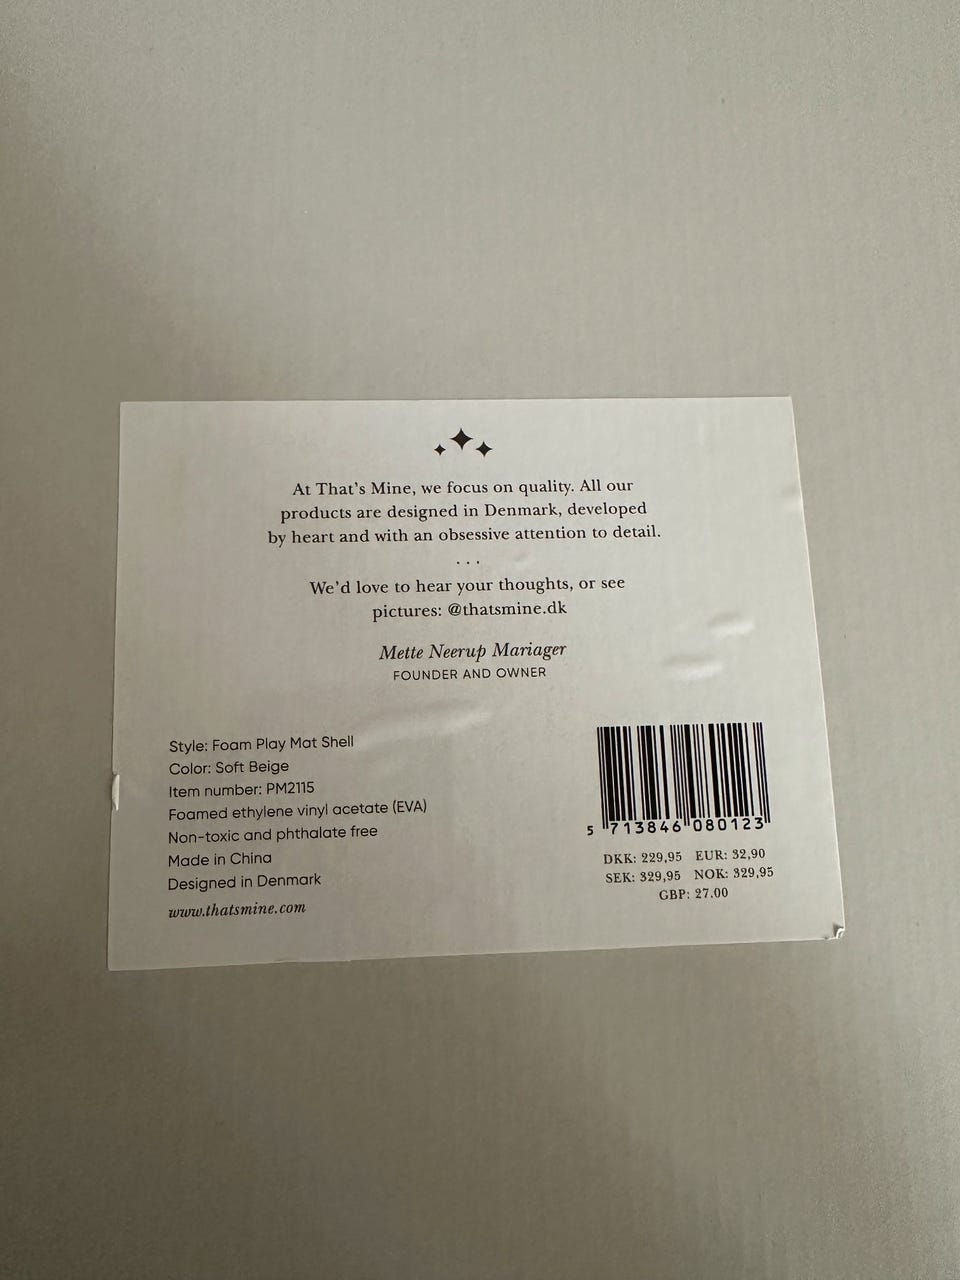 At That's Mine, we focus on quality. All our
products are designed in Denmark, developed
by heart and with an obsessive attention to detail.
...
We'd love to hear your thoughts, or see
pictures: @thatsmine.dk
Mette Neerup Mariager
FOUNDER AND OWNER
Style: Foam Play Mat Shell
Color: Soft Beige
Item number: PM2115
Foamed ethylene vinyl acetate (EVA)
Non-toxic and phthalate free
Made in China
Designed in Denmark
www.thatsmine.com
5 713846 080123
DKK: 229,95 EUR: 32,90
SEK: 329,95 NOK: 329,95
GBP: 27.00